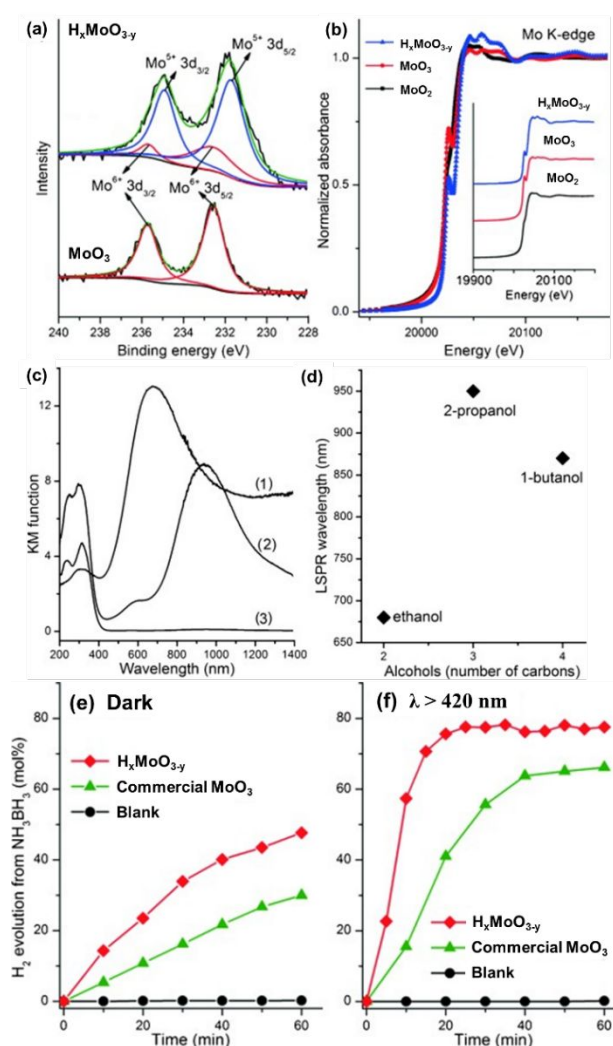 (a)
HₓMoO₃₋ᵧ
Mo⁵⁺ 3d₃/₂
Mo⁵⁺ 3d₅/₂
Mo⁶⁺ 3d₃/₂
Mo⁶⁺ 3d₅/₂
MoO₃
Intensity
240 238 236 234 232 230 228
Binding energy (eV)
(b)
Mo K-edge
HₓMoO₃₋ᵧ
MoO₃
MoO₂
HₓMoO₃₋ᵧ
MoO₃
MoO₂
19900 20100
Energy (eV)
Normalized absorbance
1.0
0.5
0.0
20000 20100
Energy (eV)
(c)
KM function
12
8
4
0
(1)
(2)
(3)
200 400 600 800 1000 1200 1400
Wavelength (nm)
(d)
LSPR wavelength (nm)
950
900
850
800
750
700
650
2-propanol
1-butanol
ethanol
2 3 4
Alcohols (number of carbons)
(e) Dark
H₂ evolution from NH₃BH₃ (mol%)
80
60
40
20
0
HₓMoO₃₋ᵧ
Commercial MoO₃
Blank
0 10 20 30 40 50 60
Time (min)
(f) λ > 420 nm
80
60
40
20
0
HₓMoO₃₋ᵧ
Commercial MoO₃
Blank
0 10 20 30 40 50 60
Time (min)